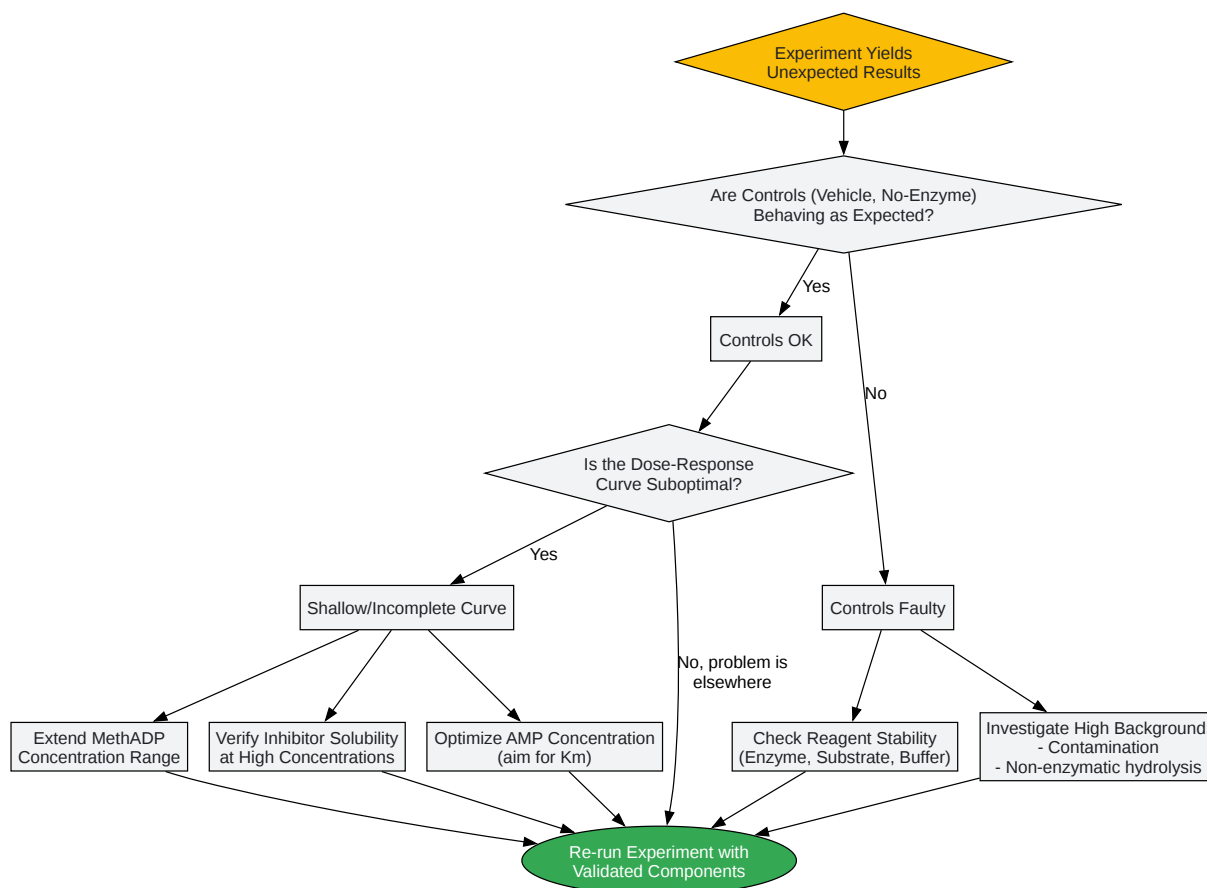 Experiment Yields
Unexpected Results
Are Controls (Vehicle, No-Enzyme)
Behaving as Expected?
Yes
No
Controls OK
Is the Dose-Response
Curve Suboptimal?
Yes
No, problem is
elsewhere
Shallow/Incomplete Curve
Controls Faulty
Extend MethADP
Concentration Range
Verify Inhibitor Solubility
at High Concentrations
Optimize AMP Concentration
(aim for Km)
Check Reagent Stability
(Enzyme, Substrate, Buffer)
Investigate High Background
- Contamination
- Non-enzymatic hydrolysis
Re-run Experiment with
Validated Components